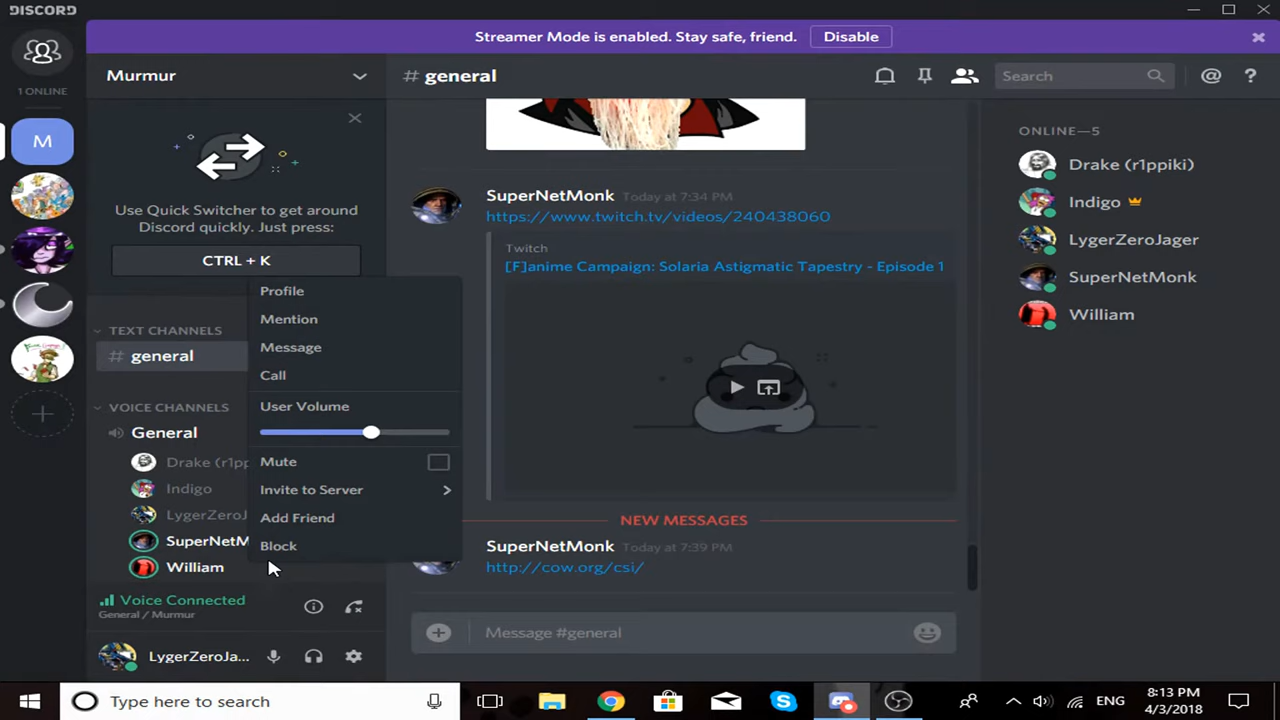 DISCORD
Streamer Mode is enabled. Stay safe, friend.
Disable
1 ONLINE
M
Murmur
Use Quick Switcher to get around
Discord quickly. Just press:
CTRL + K
TEXT CHANNELS
# general
VOICE CHANNELS
General
Drake (r1pp
Indigo
LygerZeroJ
SuperNetM
William
Voice Connected
General / Murmur
LygerZeroJa...
Profile
Mention
Message
Call
User Volume
Mute
Invite to Server
Add Friend
Block
# general
Search
@
?
SuperNetMonk Today at 7:34 PM
https://www.twitch.tv/videos/240438060
Twitch
[F]anime Campaign: Solaria Astigmatic Tapestry - Episode 1
NEW MESSAGES
SuperNetMonk Today at 7:39 PM
http://cow.org/csi/
Message #general
ONLINE—5
Drake (r1ppiki)
Indigo
LygerZeroJager
SuperNetMonk
William
Type here to search
ENG
8:13 PM
4/3/2018